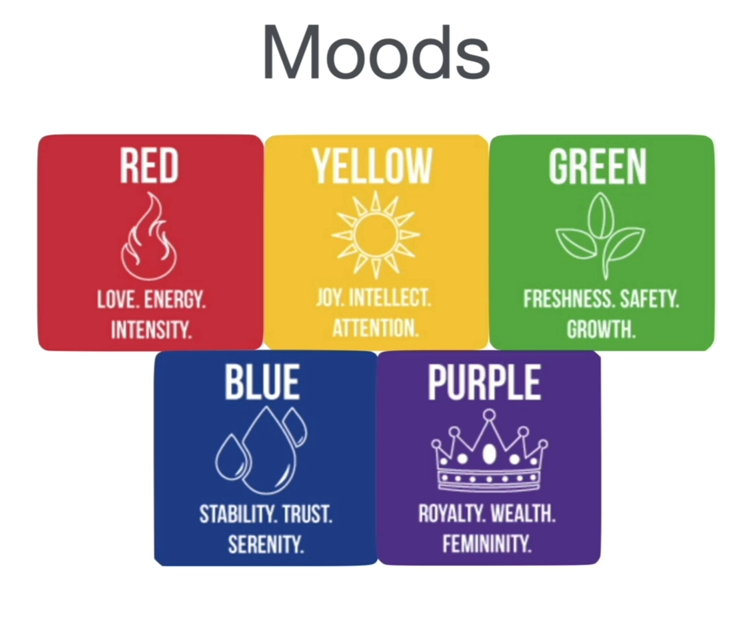 Moods
RED
LOVE. ENERGY.
INTENSITY.
YELLOW
JOY. INTELLECT.
ATTENTION.
GREEN
FRESHNESS. SAFETY.
GROWTH.
BLUE
STABILITY. TRUST.
SERENITY.
PURPLE
ROYALTY. WEALTH.
FEMININITY.